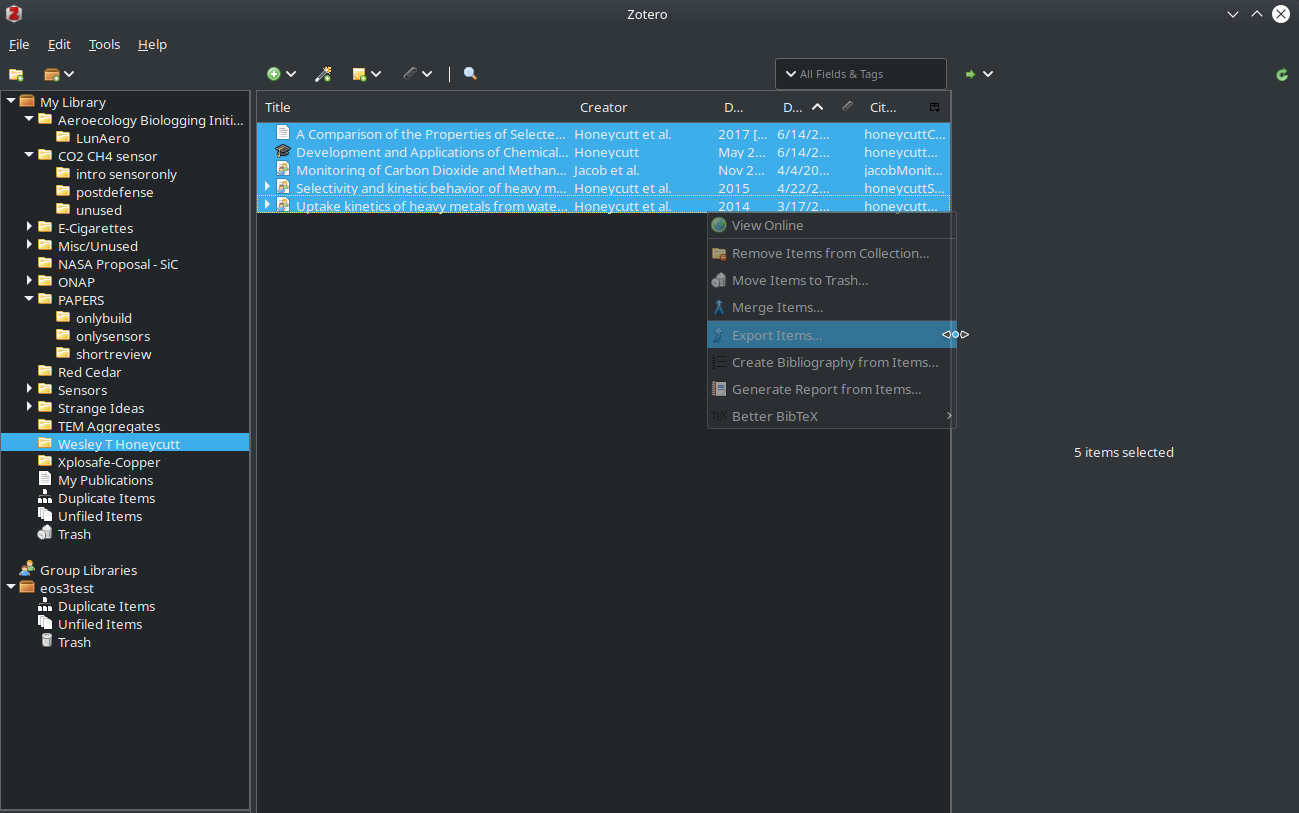 Zotero
File Edit Tools Help
All Fields & Tags
My Library
Aeroecology Biologging Initi...
LunAero
CO2 CH4 sensor
intro sensoronly
postdefense
unused
E-Cigarettes
Misc/Unused
NASA Proposal - SiC
ONAP
PAPERS
onlybuild
onlysensors
shortreview
Red Cedar
Sensors
Strange Ideas
TEM Aggregates
Wesley T Honeycutt
Xplosafe-Copper
My Publications
Duplicate Items
Unfiled Items
Trash
Group Libraries
eos3test
Duplicate Items
Unfiled Items
Trash
Title Creator D... D... Cit...
A Comparison of the Properties of Selecte... Honeycutt et al. 2017 [... 6/14/2... honeycuttC...
Development and Applications of Chemical... Honeycutt May 2... 6/14/2... honeycutt...
Monitoring of Carbon Dioxide and Methan... Jacob et al. Nov 2... 4/4/20... jacobMonit...
Selectivity and kinetic behavior of heavy m... Honeycutt et al. 2015 4/22/2... honeycuttS...
Uptake kinetics of heavy metals from wate... Honeycutt et al. 2014 3/17/2... honeycutt...
View Online
Remove Items from Collection...
Move Items to Trash...
Merge Items...
Export Items...
Create Bibliography from Items...
Generate Report from Items...
Better BibTeX
5 items selected